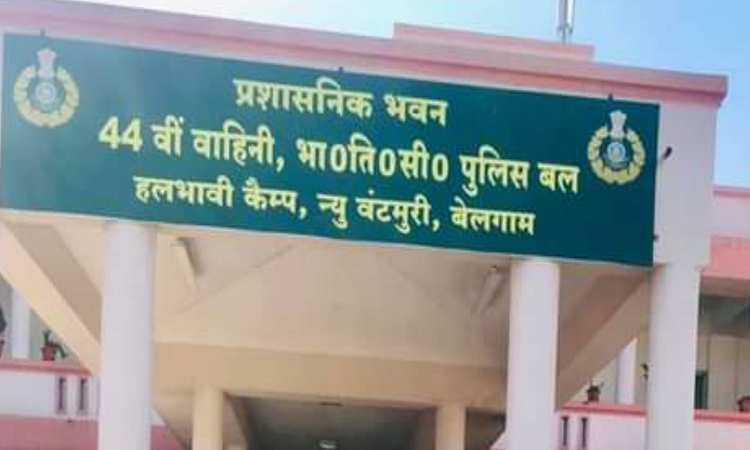 प्रशासनिक भवन
44 वीं वाहिनी, भा0ति0सी0 पुलिस बल
हलभावी कैम्प, न्यु वंटमुरी, बेलगाम